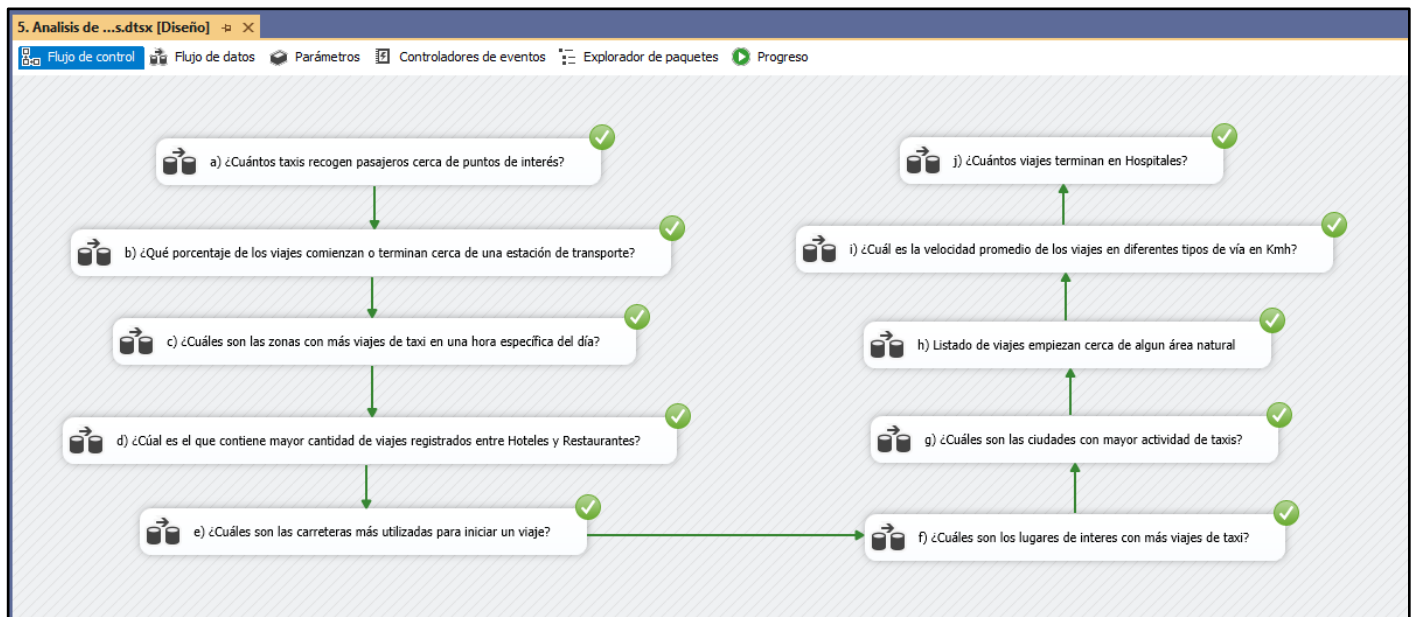 5. Analisis de ...s.dtsx [Diseño]
Flujo de control Flujo de datos Parámetros Controladores de eventos Explorador de paquetes Progreso
a) ¿Cuántos taxis recogen pasajeros cerca de puntos de interés?
b) ¿Qué porcentaje de los viajes comienzan o terminan cerca de una estación de transporte?
c) ¿Cuáles son las zonas con más viajes de taxi en una hora específica del día?
d) ¿Cúal es el que contiene mayor cantidad de viajes registrados entre Hoteles y Restaurantes?
e) ¿Cuáles son las carreteras más utilizadas para iniciar un viaje?
f) ¿Cuáles son los lugares de interes con más viajes de taxi?
g) ¿Cuáles son las ciudades con mayor actividad de taxis?
h) Listado de viajes empiezan cerca de algun área natural
i) ¿Cuál es la velocidad promedio de los viajes en diferentes tipos de vía en Kmh?
j) ¿Cuántos viajes terminan en Hospitales?